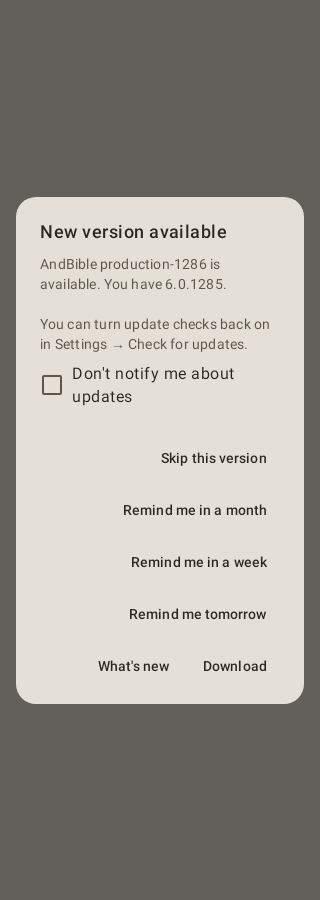 New version available
AndBible production-1286 is
available. You have 6.0.1285.
You can turn update checks back on
in Settings → Check for updates.
Don't notify me about
updates
Skip this version
Remind me in a month
Remind me in a week
Remind me tomorrow
What's new
Download